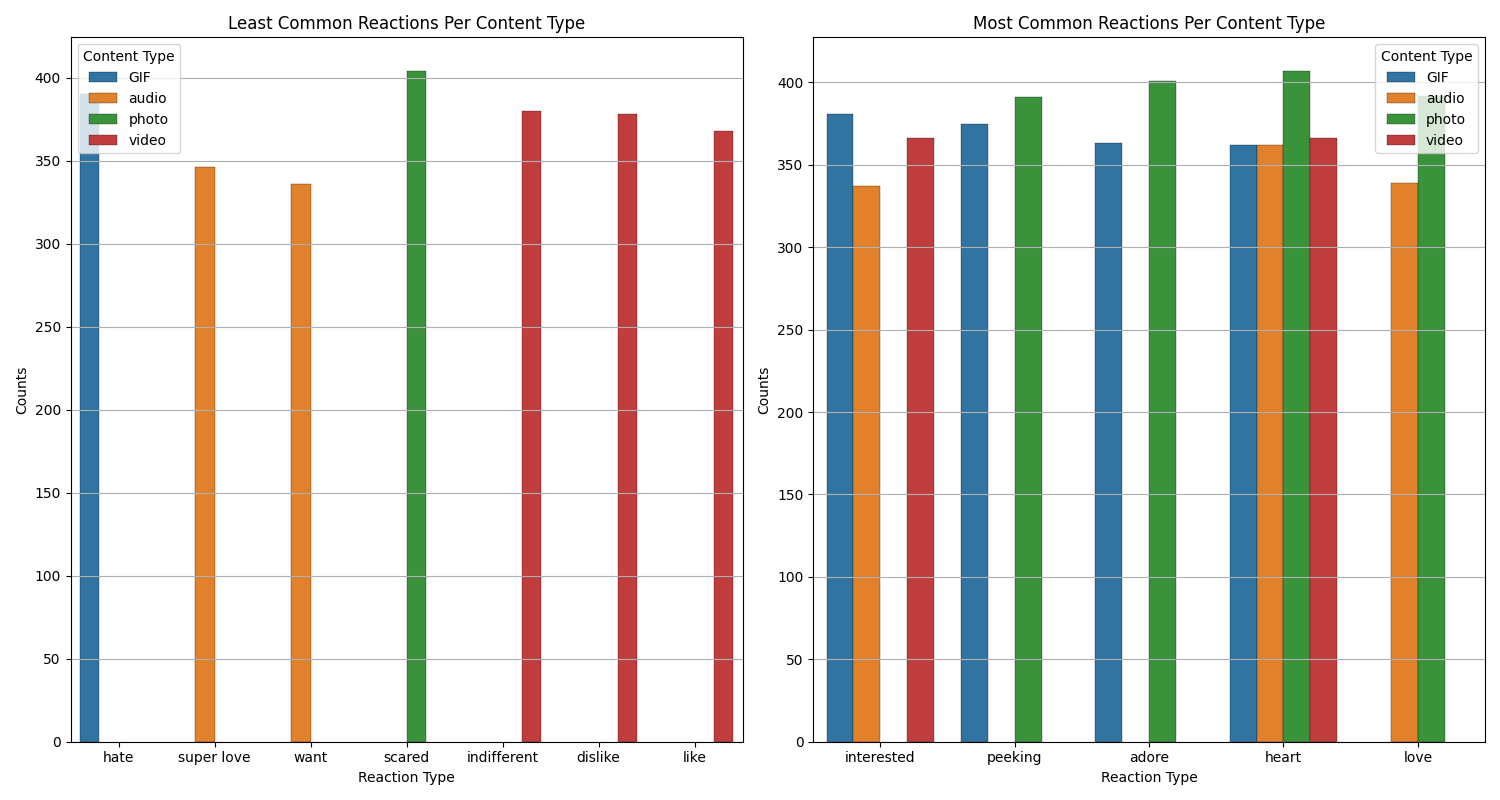 Least Common Reactions Per Content Type
Content Type
GIF
audio
photo
video
400
350
300
250
200
150
100
50
0
Counts
hate super love want scared indifferent dislike like
Reaction Type
Most Common Reactions Per Content Type
Content Type
GIF
audio
photo
video
400
350
300
250
200
150
100
50
0
Counts
interested peeking adore heart love
Reaction Type